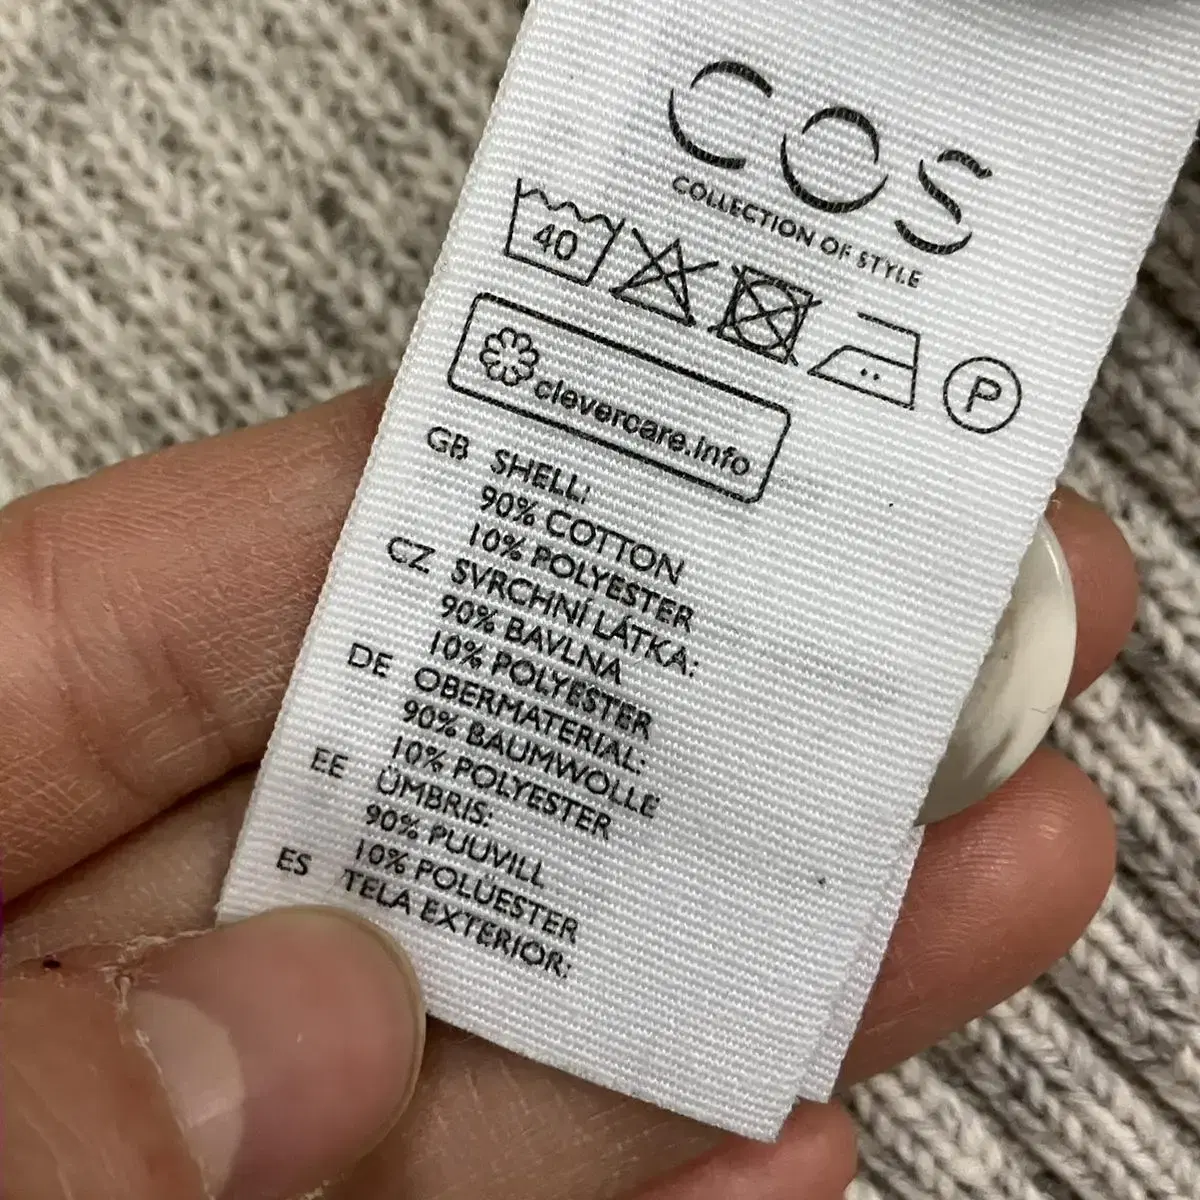 COS
COLLECTION OF STYLE
40
P
clevercare.info
GB SHELL:
90% COTTON
10% POLYESTER
CZ SVRCHNÍ LÁTKA:
90% BAVLNA
10% POLYESTER
DE OBERMATERIAL:
90% BAUMWOLLE
10% POLYESTER
EE ÜMBRIS:
90% PUUVILL
10% POLÜESTER
ES TELA EXTERIOR: